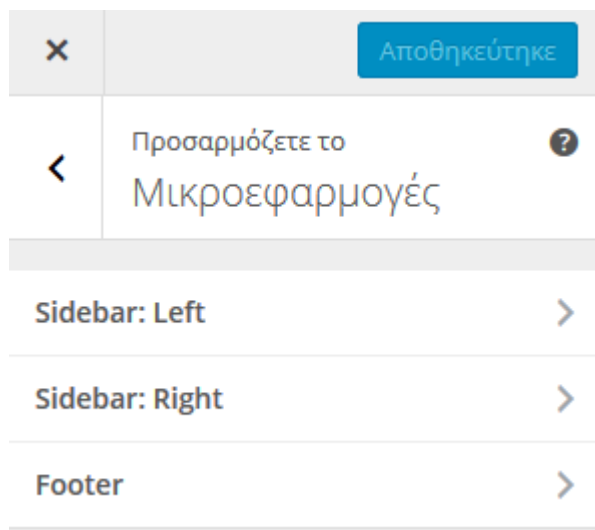 Αποθηκεύτηκε
Προσαρμόζετε το
Μικροεφαρμογές
Sidebar: Left
Sidebar: Right
Footer